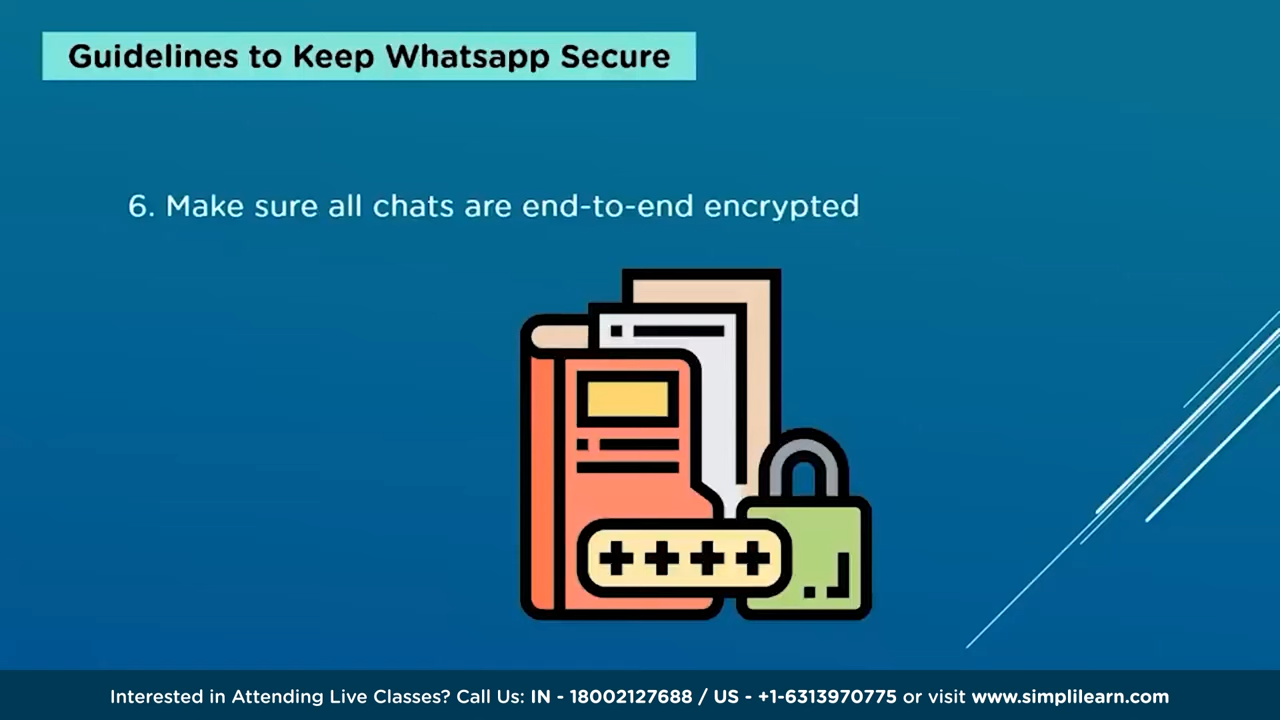 Guidelines to Keep Whatsapp Secure
6. Make sure all chats are end-to-end encrypted
Interested in Attending Live Classes? Call Us: IN - 18002127688 / US - +1-6313970775 or visit www.simplilearn.com